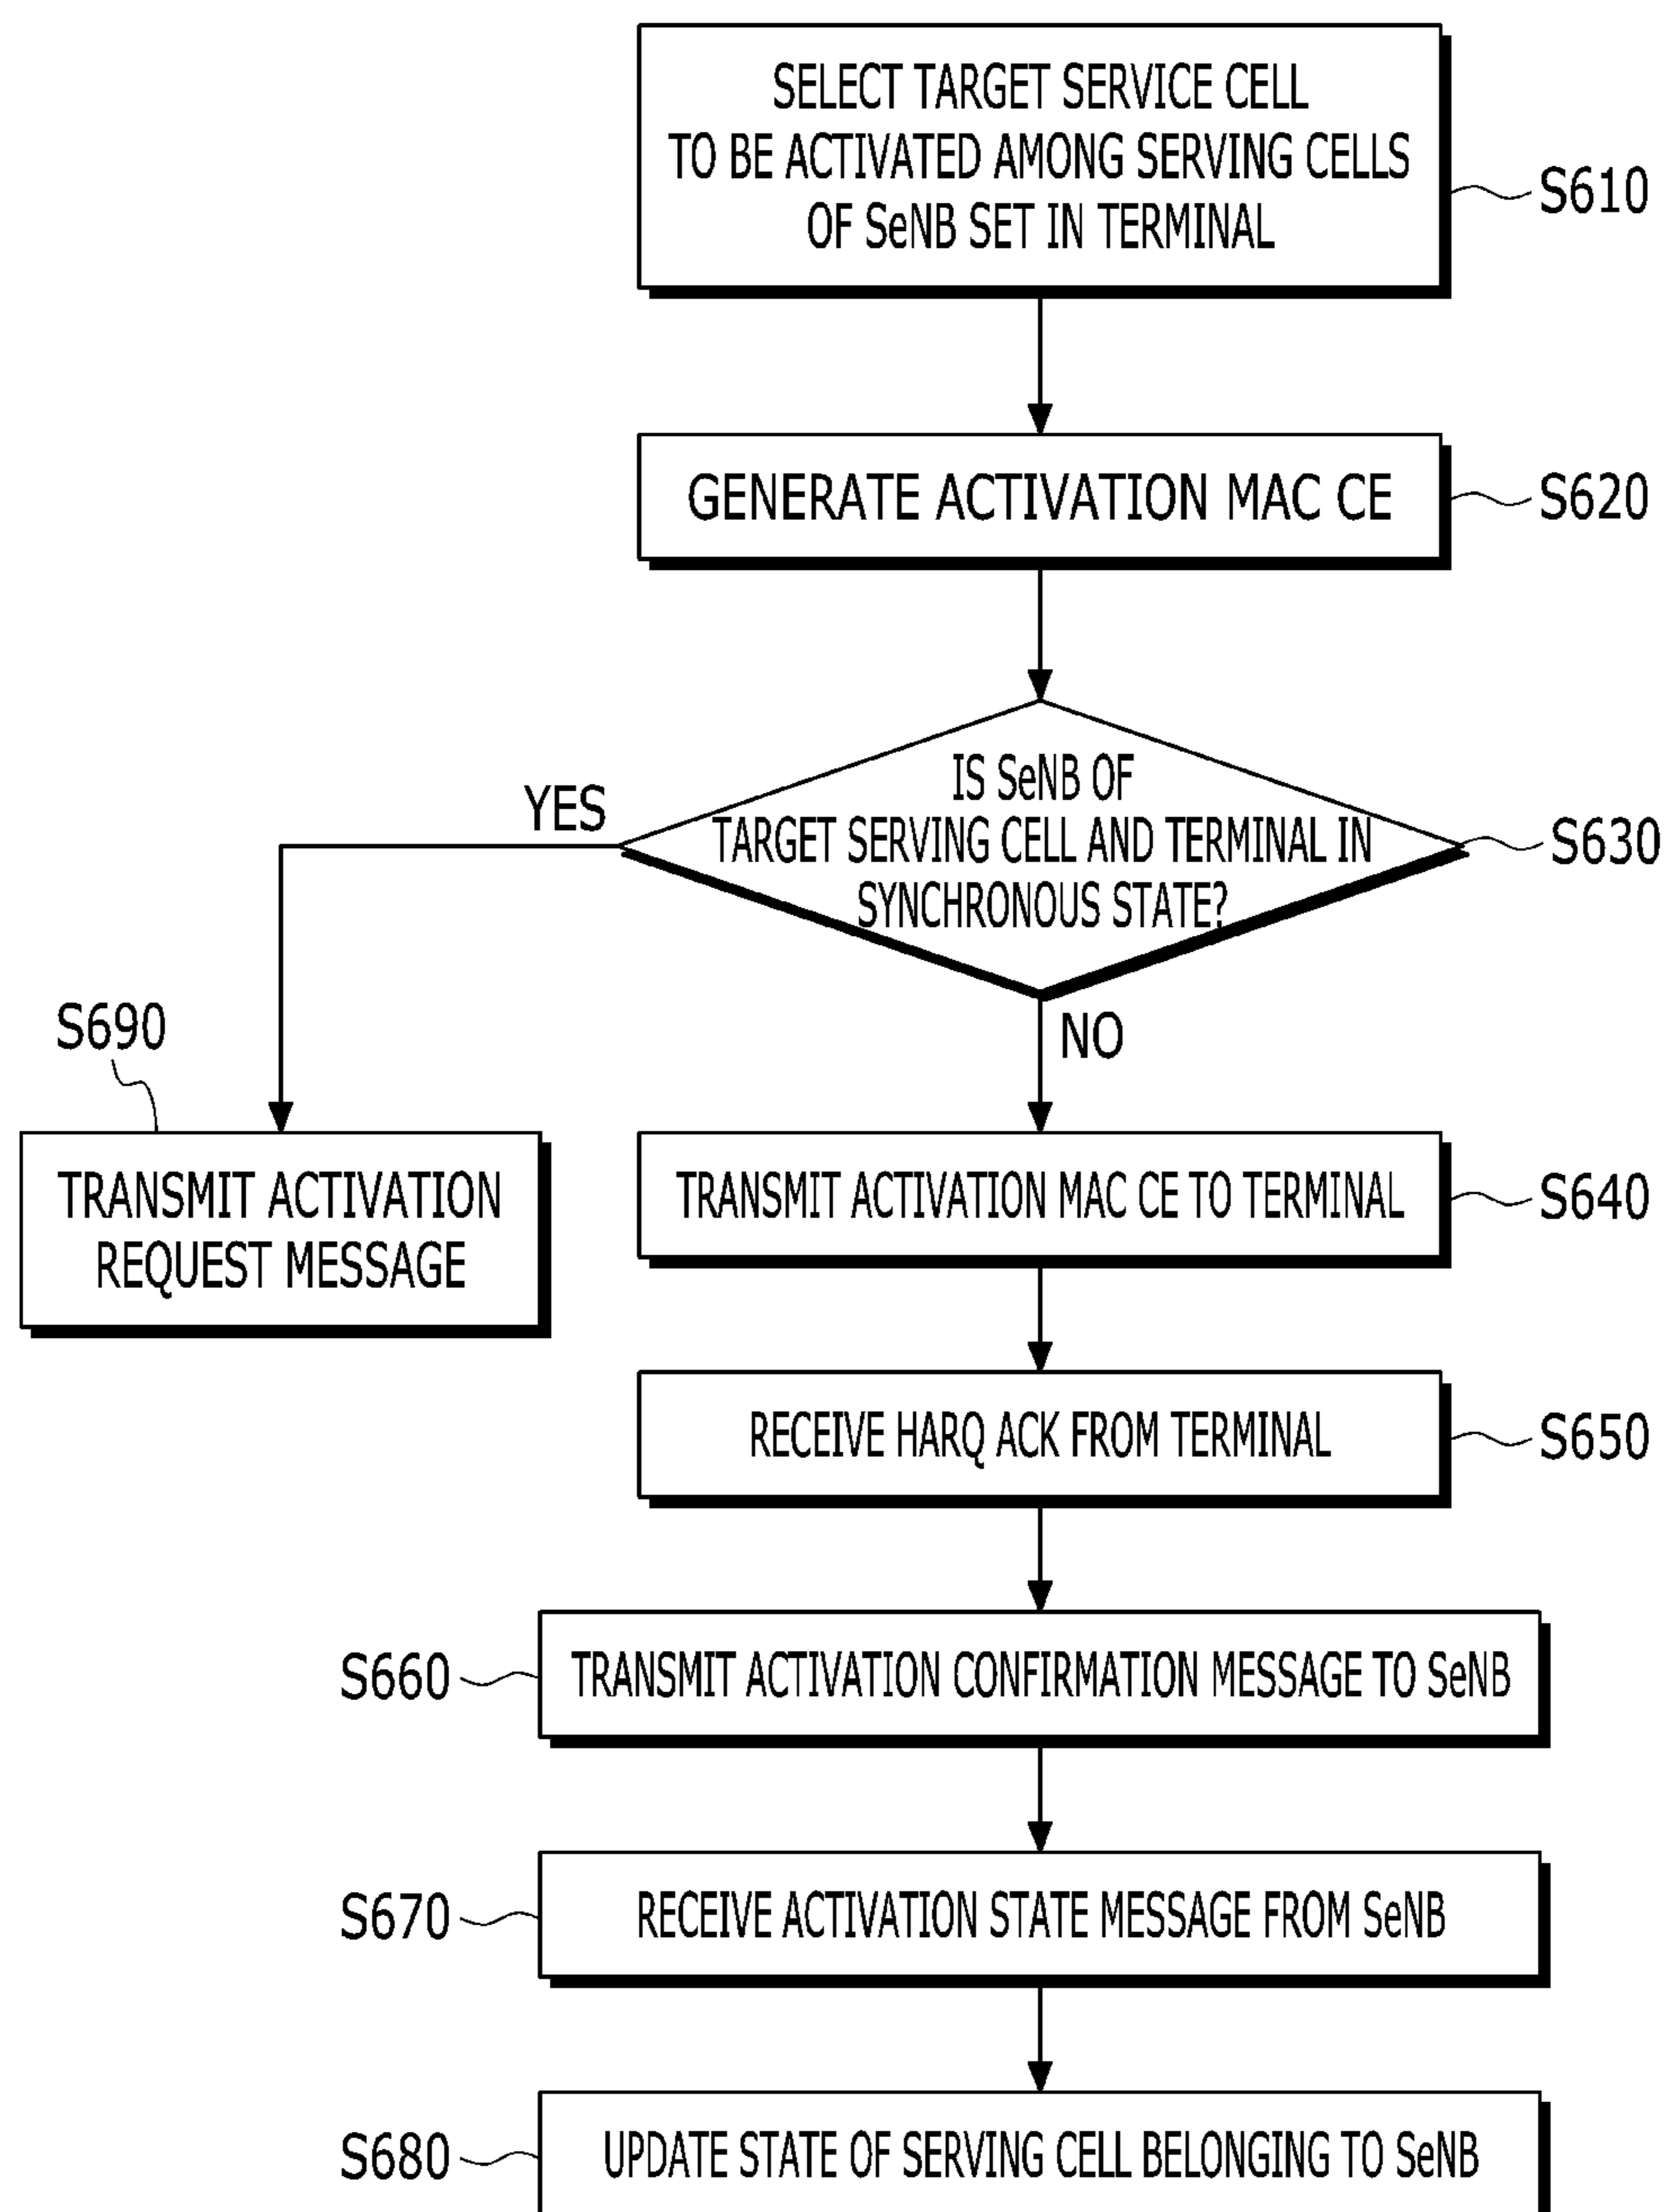 SELECT TARGET SERVICE CELL
TO BE ACTIVATED AMONG SERVING CELLS
OF SeNB SET IN TERMINAL
S610
GENERATE ACTIVATION MAC CE
S620
IS SeNB OF
TARGET SERVING CELL AND TERMINAL IN
SYNCHRONOUS STATE?
S630
YES
NO
S690
TRANSMIT ACTIVATION
REQUEST MESSAGE
TRANSMIT ACTIVATION MAC CE TO TERMINAL
S640
RECEIVE HARQ ACK FROM TERMINAL
S650
S660
TRANSMIT ACTIVATION CONFIRMATION MESSAGE TO SeNB
S670
RECEIVE ACTIVATION STATE MESSAGE FROM SeNB
S680
UPDATE STATE OF SERVING CELL BELONGING TO SeNB